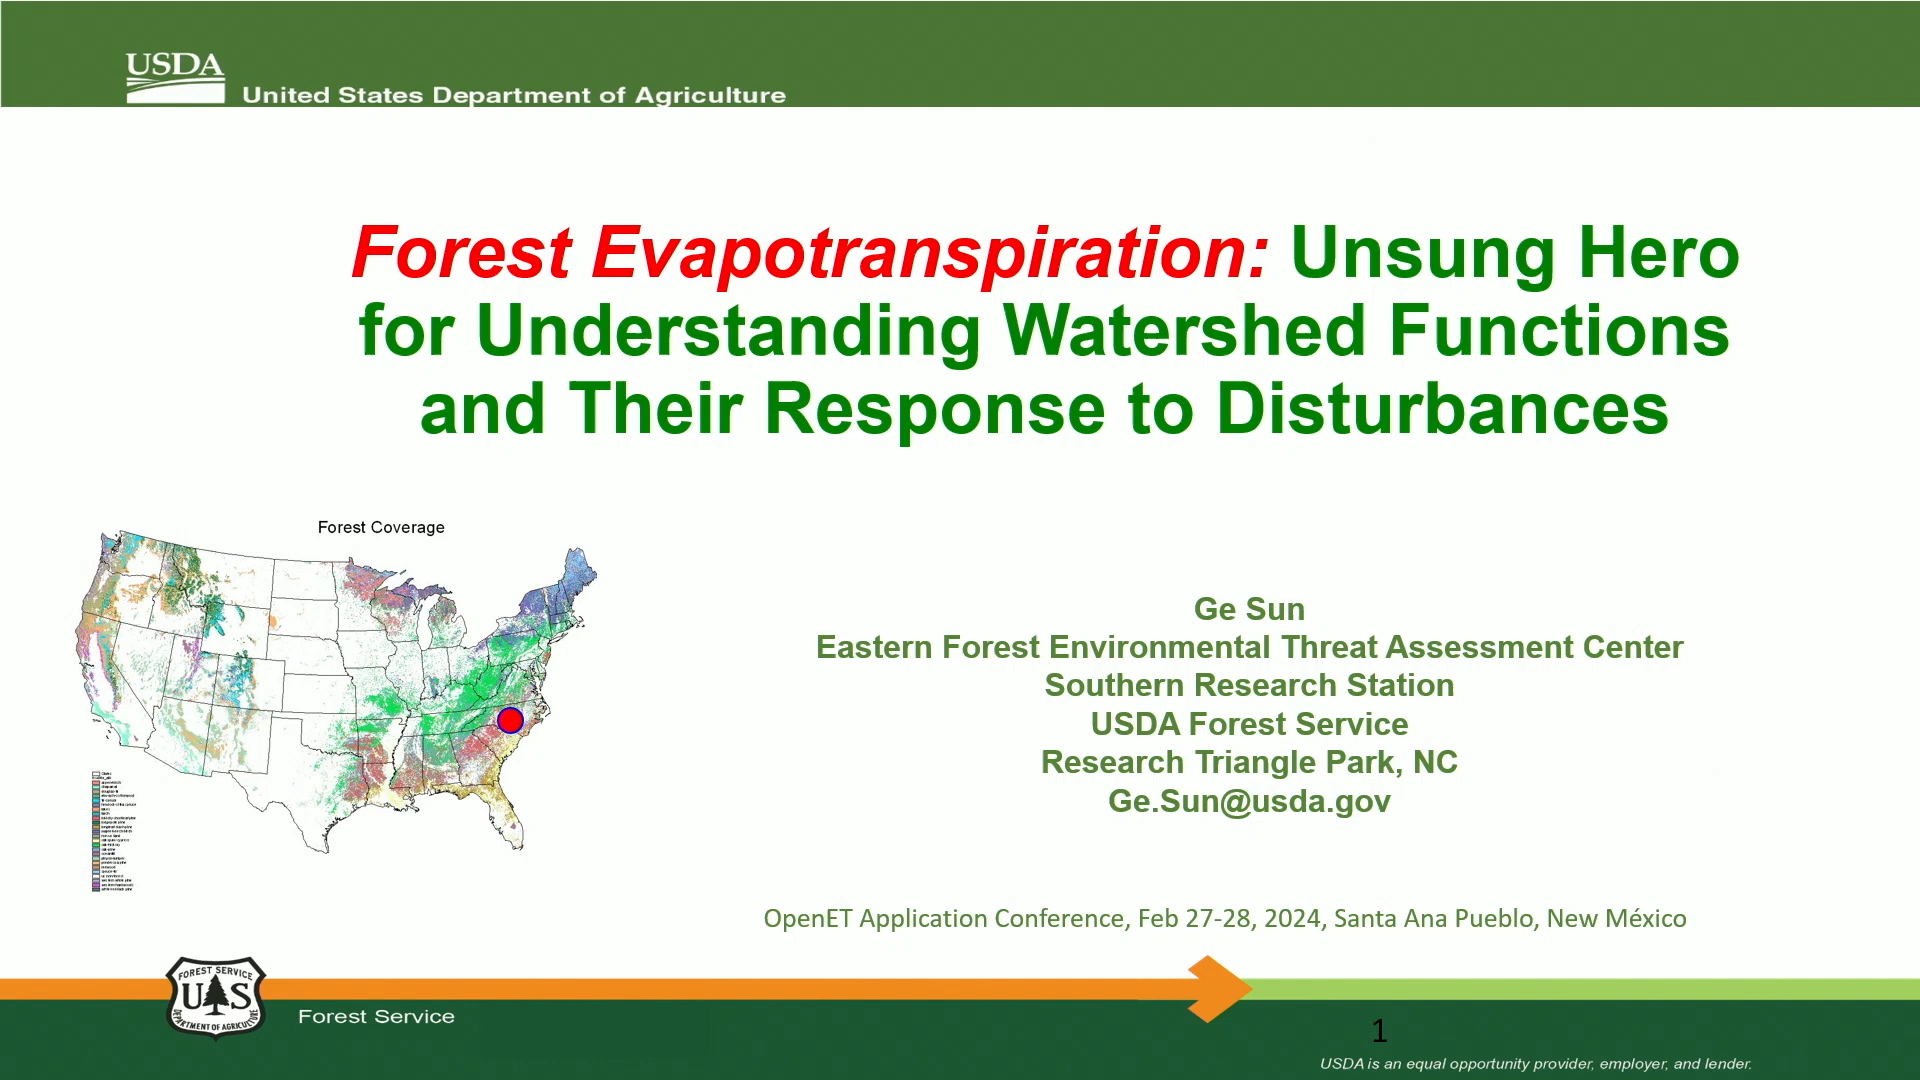 USDA
United States Department of Agriculture
Forest Evapotranspiration: Unsung Hero
for Understanding Watershed Functions
and Their Response to Disturbances
Forest Coverage
Ge Sun
Eastern Forest Environmental Threat Assessment Center
Southern Research Station
USDA Forest Service
Research Triangle Park, NC
Ge.Sun@usda.gov
OpenET Application Conference, Feb 27-28, 2024, Santa Ana Pueblo, New México
FOREST SERVICE
U S
DEPARTMENT OF AGRICULTURE
Forest Service
1
USDA is an equal opportunity provider, employer, and lender.